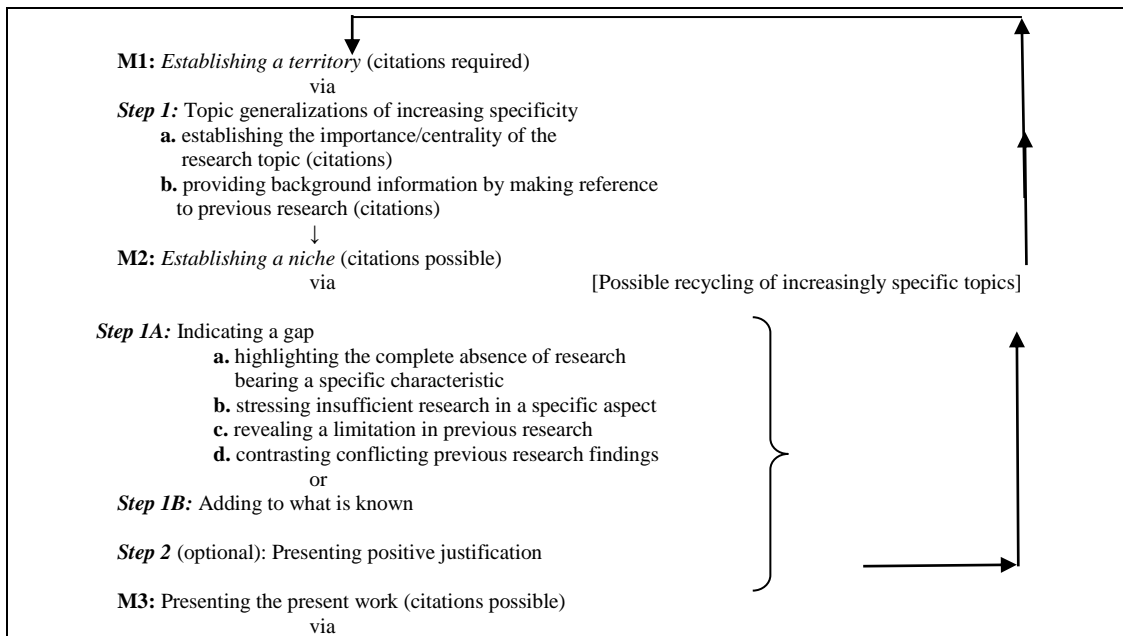 M1: Establishing a territory (citations required)
via
Step 1: Topic generalizations of increasing specificity
a. establishing the importance/centrality of the
research topic (citations)
b. providing background information by making reference
to previous research (citations)
↓
M2: Establishing a niche (citations possible)
via [Possible recycling of increasingly specific topics]
Step 1A: Indicating a gap
a. highlighting the complete absence of research
bearing a specific characteristic
b. stressing insufficient research in a specific aspect
c. revealing a limitation in previous research
d. contrasting conflicting previous research findings
or
Step 1B: Adding to what is known
Step 2 (optional): Presenting positive justification
M3: Presenting the present work (citations possible)
via